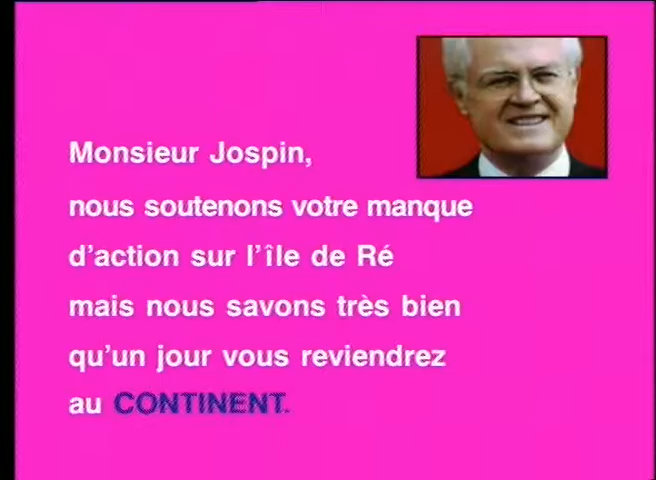 Monsieur Jospin,
nous soutenons votre manque
d'action sur l'île de Ré
mais nous savons très bien
qu'un jour vous reviendrez
au CONTINENT.